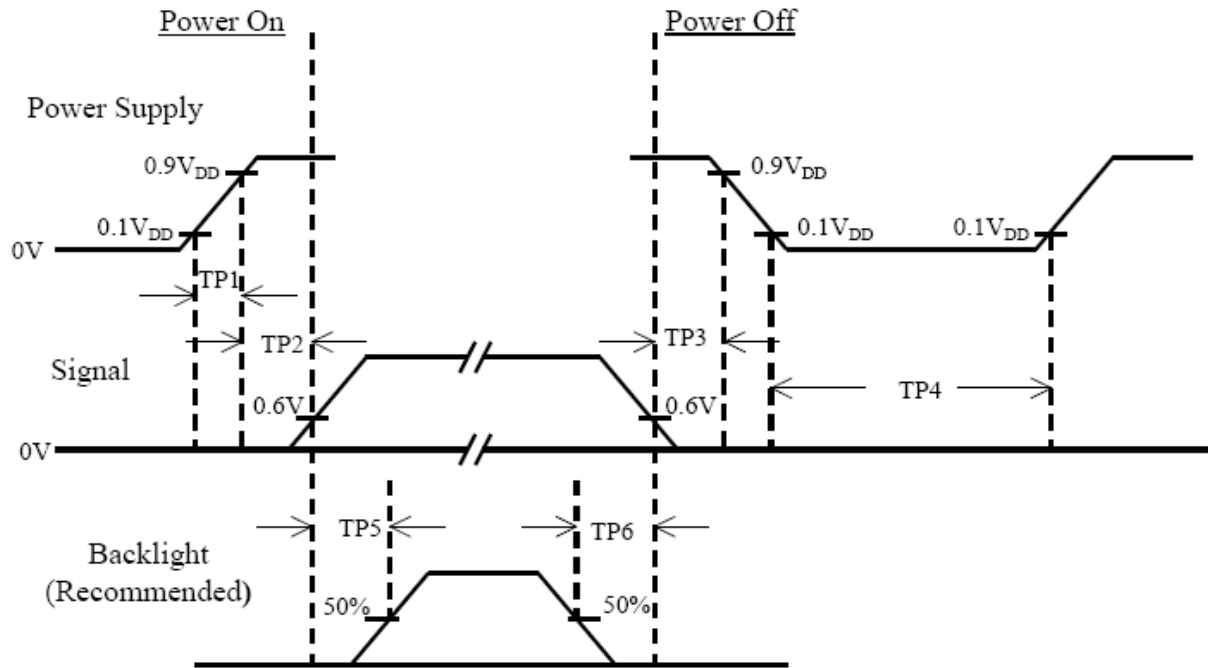 Power On
Power Off
Power Supply
0.9VDD
0.9VDD
0.1VDD
0.1VDD
0.1VDD
0V
TP1
TP2
TP3
Signal
TP4
0.6V
0.6V
0V
TP5
TP6
Backlight
(Recommended)
50%
50%